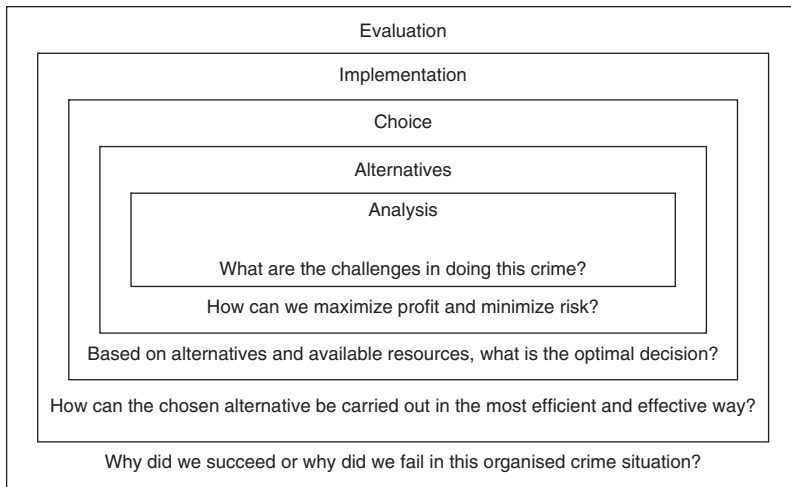 Evaluation
Implementation
Choice
Alternatives
Analysis
What are the challenges in doing this crime?
How can we maximize profit and minimize risk?
Based on alternatives and available resources, what is the optimal decision?
How can the chosen alternative be carried out in the most efficient and effective way?
Why did we succeed or why did we fail in this organised crime situation?